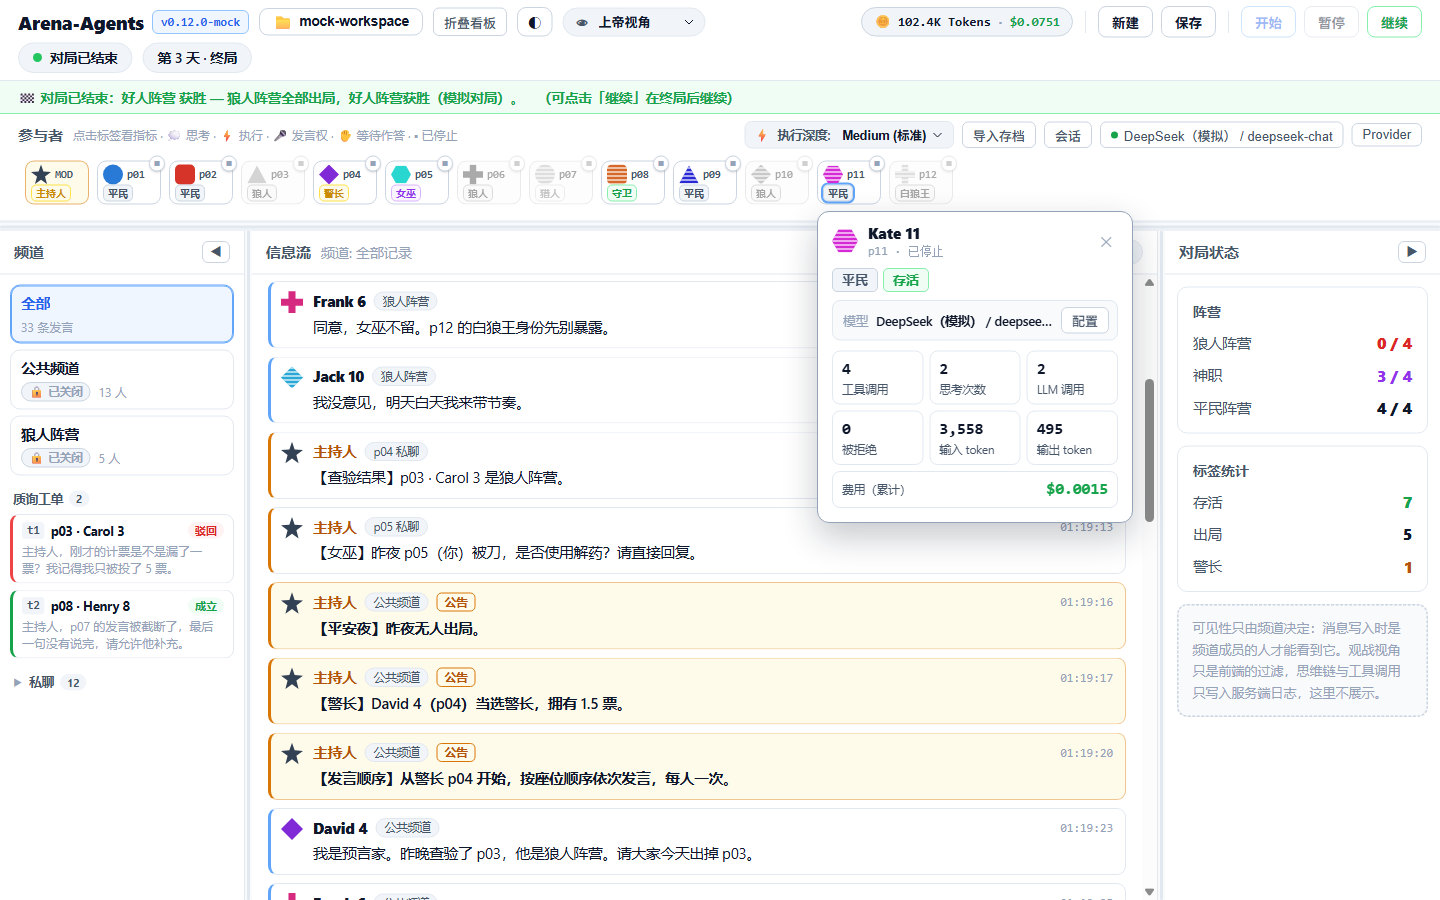 Arena-Agents v0.12.0-mock mock-workspace 折叠看板 上帝视角 102.4K Tokens · $0.0751 新建 保存 开始 暂停 继续
对局已结束 第 3 天 · 终局
对局已结束：好人阵营 获胜 — 狼人阵营全部出局，好人阵营获胜（模拟对局）。 （可点击「继续」在终局后继续）
参与者 点击标签看指标 · 思考 · 执行 · 发言权 · 等待作答 · 已停止 执行深度： Medium (标准) 导入存档 会话 DeepSeek（模拟） / deepseek-chat Provider
MOD p01 p02 p03 p04 p05 p06 p07 p08 p09 p10 p11 p12
主持人 平民 平民 狼人 警长 女巫 狼人 猎人 守卫 平民 狼人 平民 白狼王
频道
全部
33 条发言
公共频道
已关闭 13 人
狼人阵营
已关闭 5 人
质询工单 2
t1 p03 · Carol 3 驳回
主持人，刚才的计票是不是漏了一
票？我记得我只被投了 5 票。
t2 p08 · Henry 8 成立
主持人，p07 的发言被截断了，最后
一句没有说完，请允许他补充。
私聊 12
信息流 频道: 全部记录
Frank 6 狼人阵营
同意，女巫不留。p12 的白狼王身份先别暴露。
Jack 10 狼人阵营
我没意见，明天白天我来带节奏。
主持人 p04 私聊
【查验结果】p03 · Carol 3 是狼人阵营。
主持人 p05 私聊 01:19:13
【女巫】昨夜 p05（你）被刀，是否使用解药？请直接回复。
主持人 公共频道 公告 01:19:16
【平安夜】昨夜无人出局。
主持人 公共频道 公告 01:19:17
【警长】David 4（p04）当选警长，拥有 1.5 票。
主持人 公共频道 公告 01:19:20
【发言顺序】从警长 p04 开始，按座位顺序依次发言，每人一次。
David 4 公共频道 01:19:23
我是预言家。昨晚查验了 p03，他是狼人阵营。请大家今天出掉 p03。
Kate 11
p11 · 已停止
平民 存活
模型 DeepSeek（模拟） / deepsee... 配置
4 2 2
工具调用 思考次数 LLM 调用
0 3,558 495
被拒绝 输入 token 输出 token
费用（累计） $0.0015
对局状态
阵营
狼人阵营 0 / 4
神职 3 / 4
平民阵营 4 / 4
标签统计
存活 7
出局 5
警长 1
可见性只由频道决定：消息写入时是
频道成员的人才能看到它。观战视角
只是前端的过滤，思维链与工具调用
只写入服务端日志，这里不展示。